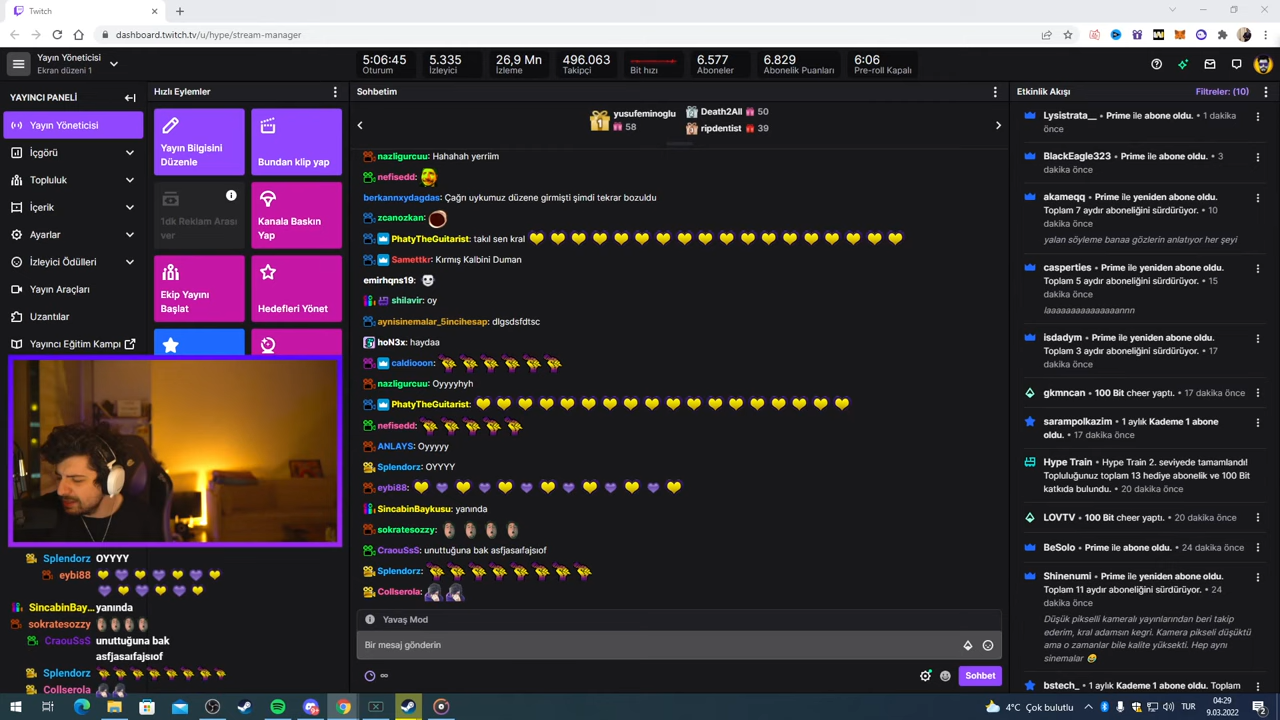 Twitch
dashboard.twitch.tv/u/hype/stream-manager
Yayın Yöneticisi
Ekran düzeni 1
5:06:45
Oturum
5.335
İzleyici
26,9 Mn
İzleme
496.063
Takipçi
Bit hızı
6.577
Aboneler
6.829
Abonelik Puanları
6:06
Pre-roll Kapalı
YAYINCI PANELİ
Yayın Yöneticisi
İçgörü
Topluluk
İçerik
Ayarlar
İzleyici Ödülleri
Yayın Araçları
Uzantılar
Yayıncı Eğitim Kampı
Hızlı Eylemler
Yayın Bilgisini
Düzenle
Bundan klip yap
1dk Reklam Arası
ver
Kanala Baskın
Yap
Ekip Yayını
Başlat
Hedefleri Yönet
Splendorz OYYYY
eybi88
SincabinBay... yanında
sokratesozzy
CraouSsS unuttuğuna bak
asfjasaıfajsıof
Splendorz
Collserola
Sohbetim
1
yusufeminoglu
58
Death2All 50
ripdentist 39
nazligurcuu: Hahahah yerriim
nefisedd:
berkannxydagdas: Çağrı uykumuz düzene girmişti şimdi tekrar bozuldu
zcanozkan:
PhatyTheGuitarist: takıl sen kral
Samettkr: Kırmış Kalbini Duman
emirhqns19:
shilavir: oy
aynisinemalar_5incihesap: dlgsdsfdtsc
hoN3x: haydaa
caldiooon:
nazligurcuu: Oyyyyhyh
PhatyTheGuitarist:
nefisedd:
ANLAYS: Oyyyyy
Splendorz: OYYYY
eybi88:
SincabinBaykusu: yanında
sokratesozzy:
CraouSsS: unuttuğuna bak asfjasaıfajsıof
Splendorz:
Collserola:
Yavaş Mod
Bir mesaj gönderin
Sohbet
Etkinlik Akışı
Filtreler: (10)
Lysistrata__ • Prime ile abone oldu. • 1 dakika
önce
BlackEagle323 • Prime ile abone oldu. • 3
dakika önce
akameqq • Prime ile yeniden abone oldu.
Toplam 7 aydır aboneliğini sürdürüyor. • 10
dakika önce
yalan söyleme banaa gözlerin anlatıyor her şeyi
casperties • Prime ile yeniden abone oldu.
Toplam 5 aydır aboneliğini sürdürüyor. • 15
dakika önce
laaaaaaaaaaaaaaannn
isdadym • Prime ile yeniden abone oldu.
Toplam 3 aydır aboneliğini sürdürüyor. • 17
dakika önce
gkmncan • 100 Bit cheer yaptı. • 17 dakika önce
sarampolkazim • 1 aylık Kademe 1 abone
oldu. • 17 dakika önce
Hype Train • Hype Train 2. seviyede tamamlandı!
Topluluğunuz toplam 13 hediye abonelik ve 100 Bit
katkıda bulundu. • 20 dakika önce
LOVTV • 100 Bit cheer yaptı. • 20 dakika önce
BeSolo • Prime ile abone oldu. • 24 dakika önce
Shinenumi • Prime ile yeniden abone oldu.
Toplam 11 aydır aboneliğini sürdürüyor. • 24
dakika önce
Düşük pikselli kameralı yayınlarından beri takip
ederim, kral adamsın kegri. Kamera pikseli düşüktü
ama o zamanlar bile kalite yüksekti. Hep aynı
sinemalar
bstech_ • 1 aylık Kademe 1 abone oldu. Toplam
4°C Çok bulutlu
TUR
04:29
9.03.2022
2